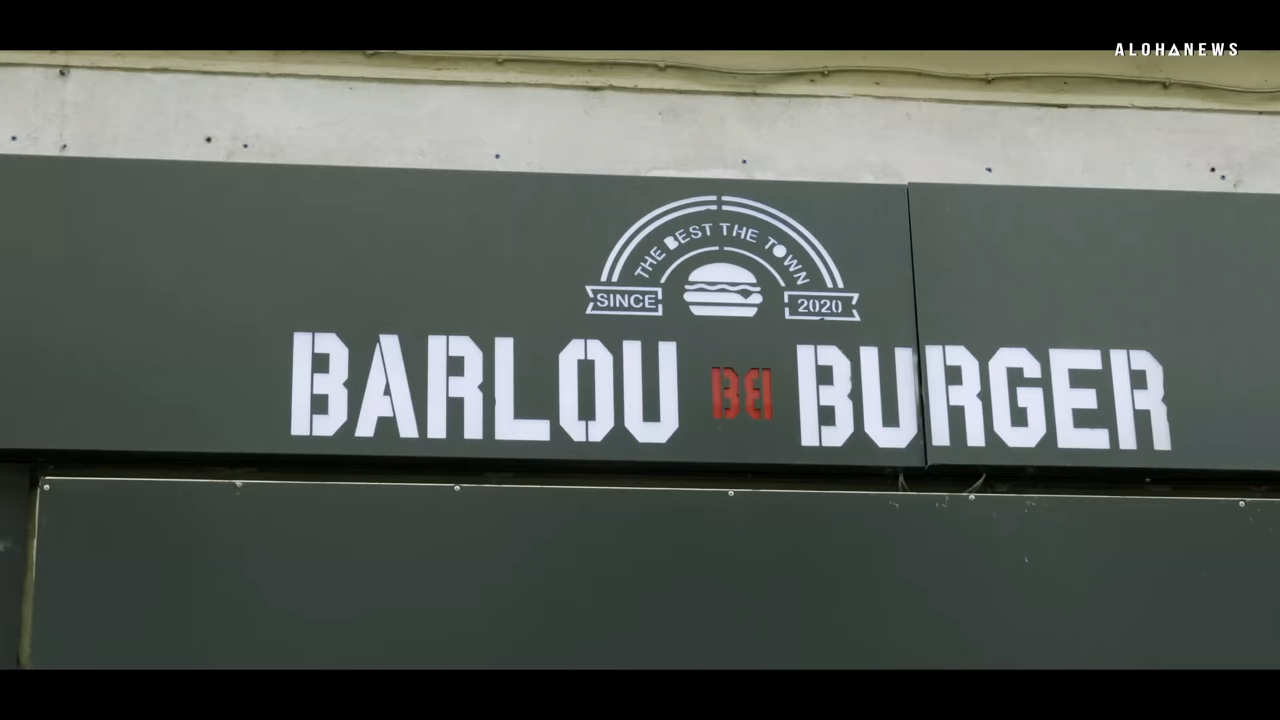 ALOHANEWS
THE BEST THE TOWN
SINCE 2020
BARLOU BB BURGER